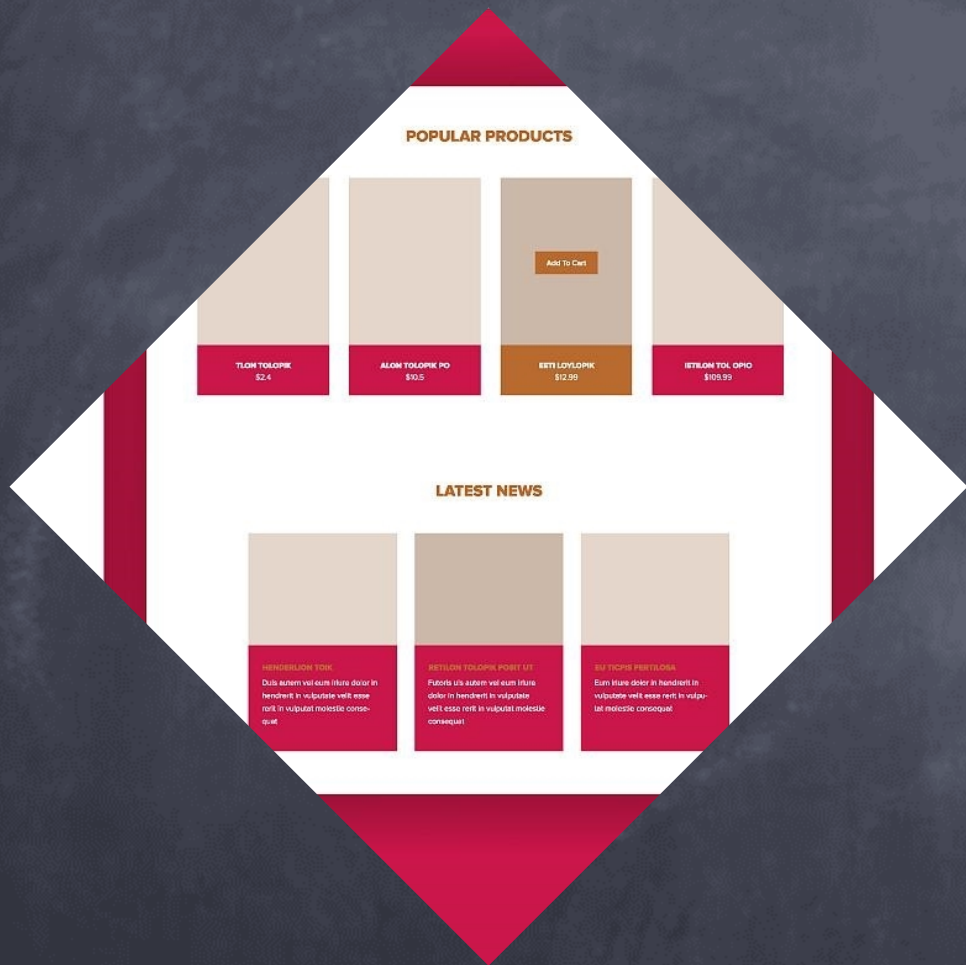 POPULAR PRODUCTS
Add To Cart
TLON TOLOPIK
$2.4
ALON TOLOPIK PO
$10.5
EETI LOYLOPIK
$12.99
IETILON TOL OPIO
$109.99
LATEST NEWS
HENDERLION TOIK
Duis autem vel eum iriure dolor in
hendrerit in vulputate velit esse
rerit in vulputat molestie conse-
quat
RETILON TOLOPIK POBIT UT
Futoris uis autem vel eum iriure
dolor in hendrerit in vulputate
velit esse rerit in vulputat molestie
consequat
EU TICPIS PERTILOSA
Eum iriure dolor in hendrerit in
vulputate velit esse rerit in vulpu-
tat molestie consequat